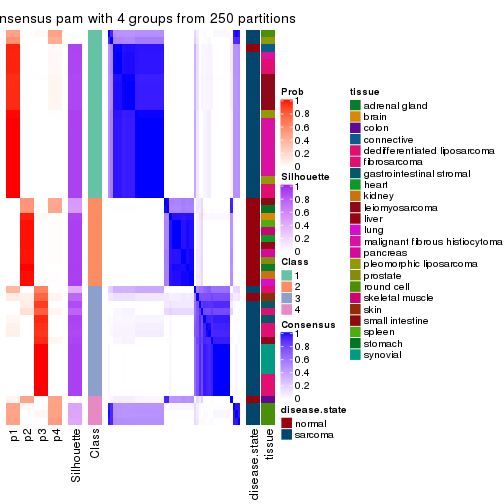 nsensus pam with 4 groups from 250 partitions
Prob
1
0.8
0.6
0.4
0.2
0
Silhouette
1
0.8
0.6
0.4
0.2
0
Class
1
2
3
4
Consensus
1
0.8
0.6
0.4
0.2
0
disease.state
normal
sarcoma
tissue
adrenal gland
brain
colon
connective
dedifferentiated liposarcoma
fibrosarcoma
gastrointestinal stromal
heart
kidney
leiomyosarcoma
liver
lung
malignant fibrous histiocytoma
pancreas
pleomorphic liposarcoma
prostate
round cell
skeletal muscle
skin
small intestine
spleen
stomach
synovial
p1
p2
p3
p4
Silhouette
Class
disease.state
tissue